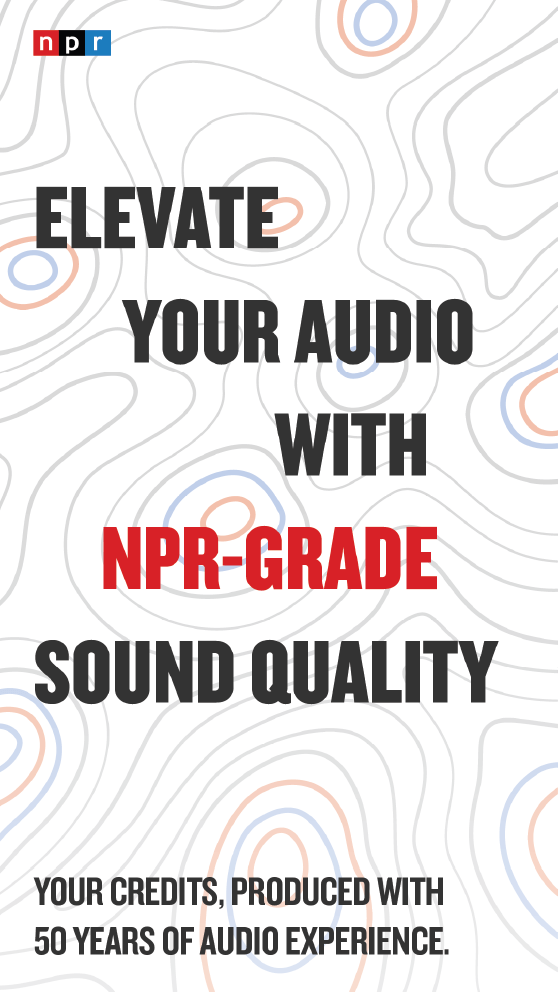 npr
ELEVATE
YOUR AUDIO
WITH
NPR-GRADE
SOUND QUALITY
YOUR CREDITS, PRODUCED WITH
50 YEARS OF AUDIO EXPERIENCE.